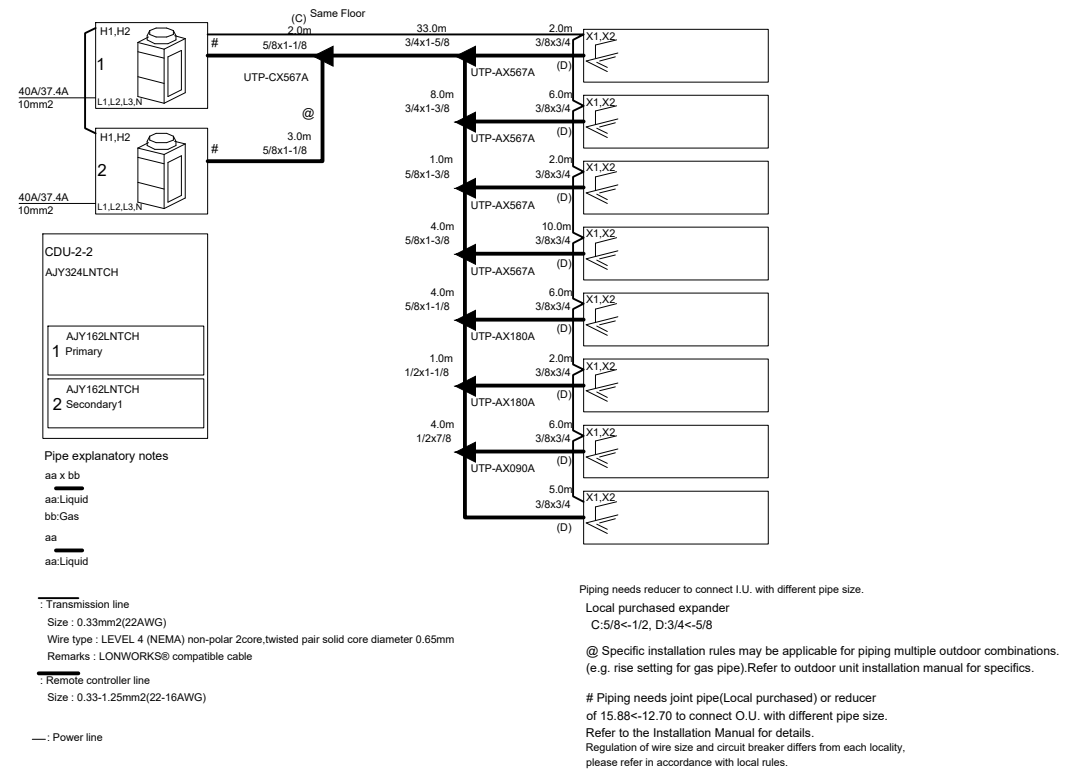 (C) Same Floor
H1,H2
1
L1,L2,L3,N
40A/37.4A
10mm2
#
2.0m
5/8x1-1/8
UTP-CX567A
@
H1,H2
2
L1,L2,L3,N
40A/37.4A
10mm2
#
3.0m
5/8x1-1/8
33.0m
3/4x1-5/8
UTP-AX567A
2.0m
3/8x3/4
(D)
X1,X2
8.0m
3/4x1-3/8
UTP-AX567A
6.0m
3/8x3/4
(D)
X1,X2
1.0m
5/8x1-3/8
UTP-AX567A
2.0m
3/8x3/4
(D)
X1,X2
4.0m
5/8x1-3/8
UTP-AX567A
10.0m
3/8x3/4
(D)
X1,X2
4.0m
5/8x1-1/8
UTP-AX180A
6.0m
3/8x3/4
(D)
X1,X2
1.0m
1/2x1-1/8
UTP-AX180A
2.0m
3/8x3/4
(D)
X1,X2
4.0m
1/2x7/8
UTP-AX090A
6.0m
3/8x3/4
(D)
X1,X2
5.0m
3/8x3/4
(D)
X1,X2
CDU-2-2
AJY324LNTCH
AJY162LNTCH
1 Primary
AJY162LNTCH
2 Secondary1
Pipe explanatory notes
aa x bb
aa:Liquid
bb:Gas
aa
aa:Liquid
: Transmission line
Size : 0.33mm2(22AWG)
Wire type : LEVEL 4 (NEMA) non-polar 2core,twisted pair solid core diameter 0.65mm
Remarks : LONWORKS® compatible cable
: Remote controller line
Size : 0.33-1.25mm2(22-16AWG)
: Power line
Piping needs reducer to connect I.U. with different pipe size.
Local purchased expander
C:5/8<-1/2, D:3/4<-5/8
@ Specific installation rules may be applicable for piping multiple outdoor combinations.
(e.g. rise setting for gas pipe).Refer to outdoor unit installation manual for specifics.
# Piping needs joint pipe(Local purchased) or reducer
of 15.88<-12.70 to connect O.U. with different pipe size.
Refer to the Installation Manual for details.
Regulation of wire size and circuit breaker differs from each locality,
please refer in accordance with local rules.